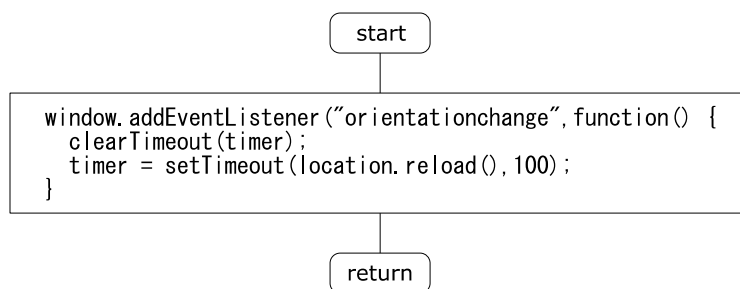 start
window.addEventListener("orientationchange",function() {
clearTimeout(timer);
timer = setTimeout(location.reload(),100);
}
return